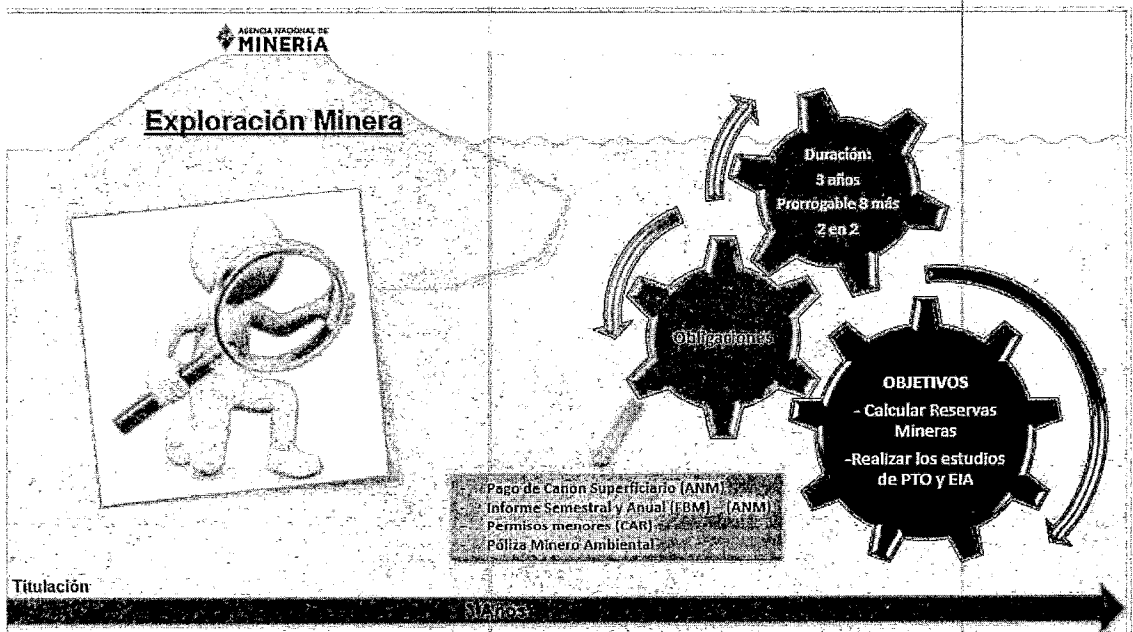 AGENCIA NACIONAL DE
MINERÍA
Exploración Minera
Duración:
3 años
Prorrogable 8 más
2 en 2
Obligaciones
OBJETIVOS
- Calcular Reservas
Mineras
-Realizar los estudios
de PTO y EIA
Pago de Canon Superficiario (ANM)
Informe Semestral y Anual (FBM) – (ANM)
Permisos menores (CAR)
Póliza Minero Ambiental
Titulación
3 Años